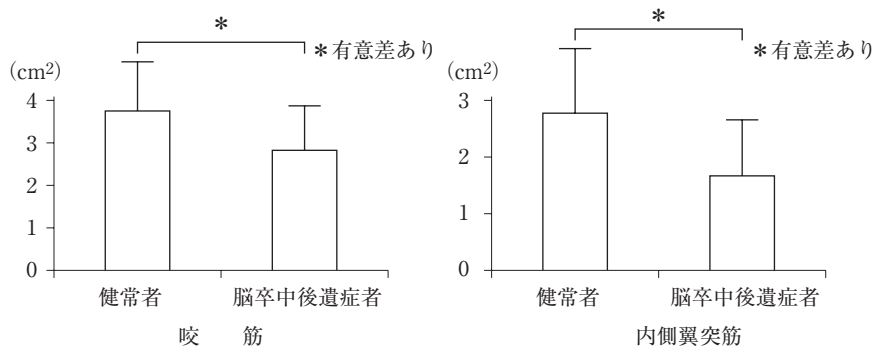 *
*有意差あり
(cm²)
4
3
2
1
0
健常者
脳卒中後遺症者
咬 筋
*
*有意差あり
(cm²)
3
2
1
0
健常者
脳卒中後遺症者
内側翼突筋